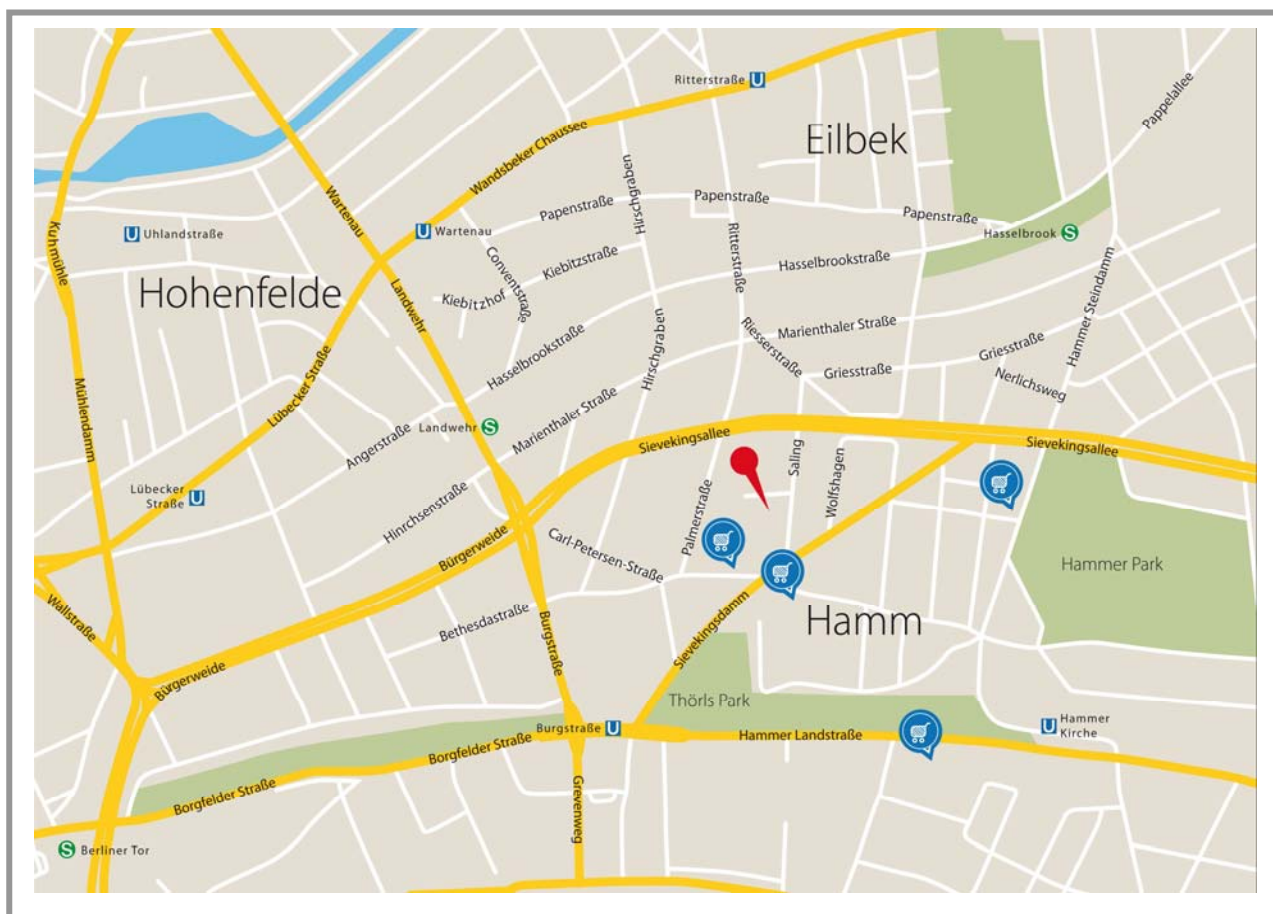 Ritterstraße U
Eilbek
Pappelallee
Wandsbeker Chaussee
Hirschgraben
Papenstraße
Papenstraße
Papenstraße
Wartenau
Kuhmühle
U Uhlandstraße
U Wartenau
Ritterstraße
Hasselbrook S
Conventstraße
Kiebitzstraße
Hasselbrookstraße
Hohenfelde
Kiebitzhof
Landwehr
Hammer Steindamm
Marienthaler Straße
Riesserstraße
Hirschgraben
Hasselbrookstraße
Griesstraße
Griesstraße
Nerlichsweg
Lübecker Straße
Mühlendamm
Marienthaler Straße
Angerstraße
Landwehr S
Sievekingsallee
Sievekingsallee
Saling
Wolfshagen
Lübecker
Straße U
Hinrichsenstraße
Palmerstraße
Bürgerweide
Carl-Petersen-Straße
Hammer Park
Wallstraße
Bethesdastraße
Burgstraße
Sievekingsdamm
Hamm
Bürgerweide
Thörls Park
Burgstraße U
Hammer Landstraße
U Hammer
Kirche
Borgfelder Straße
Borgfelder Straße
Grevenweg
S Berliner Tor